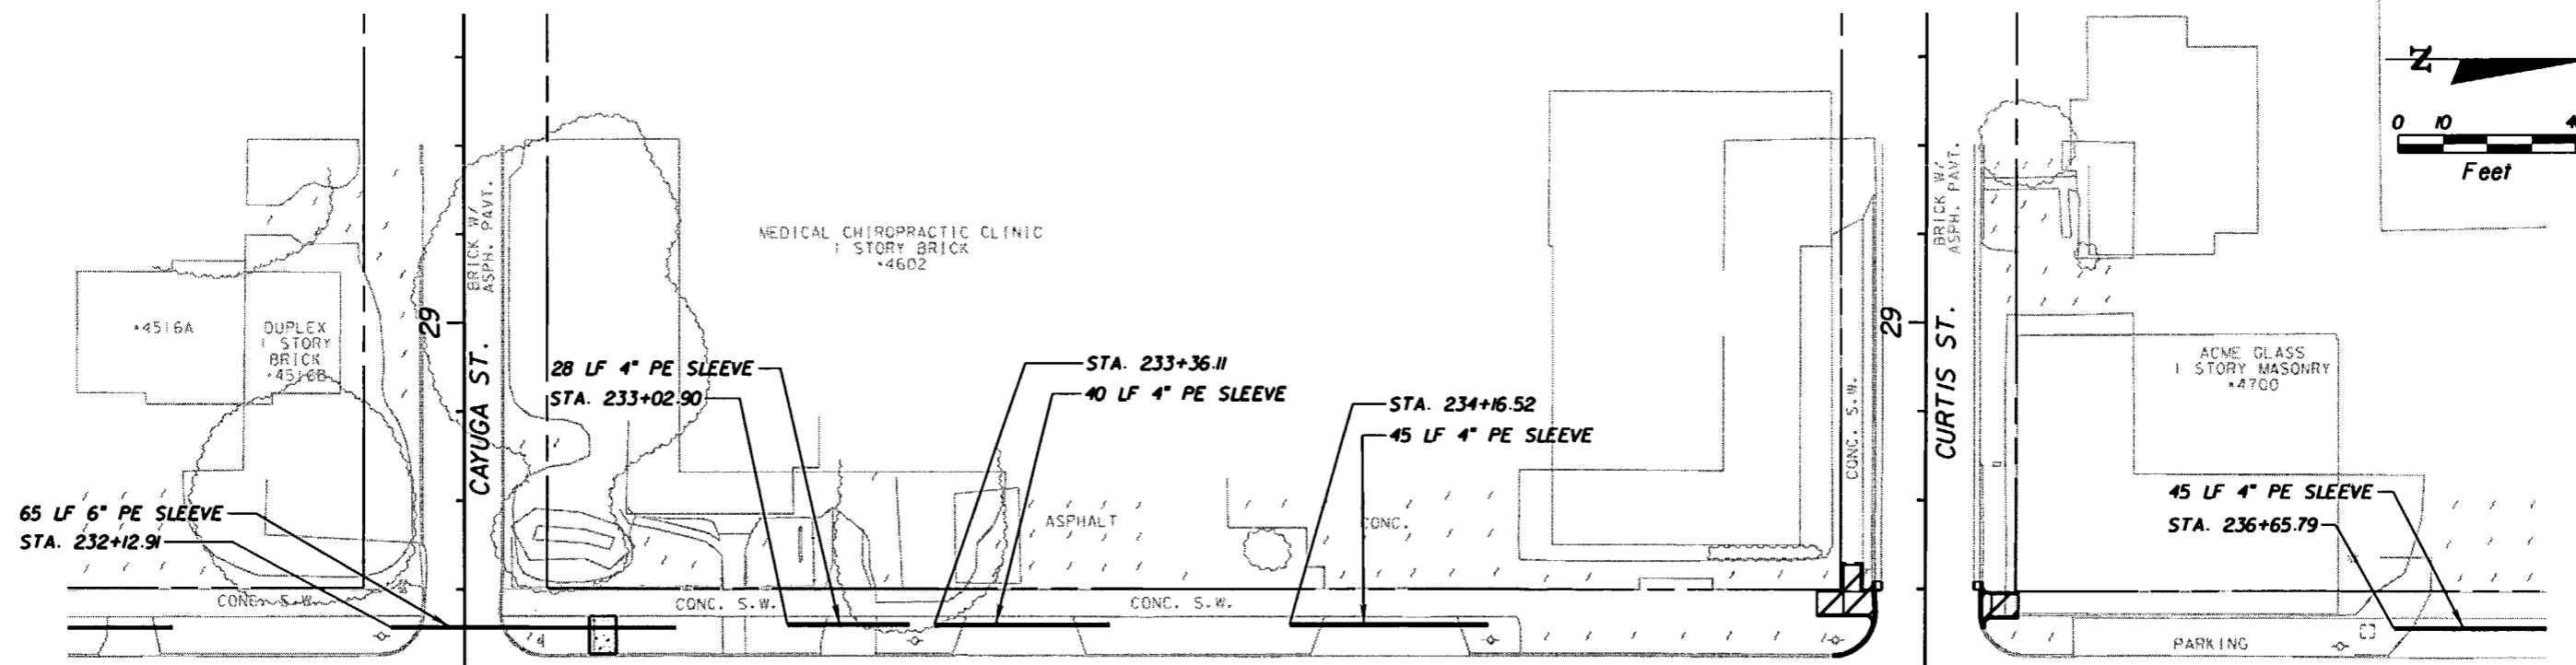 N
0 10
Feet
BRICK W/
ASPH. PAVT.
29
CAYUGA ST.
MEDICAL CHIROPRACTIC CLINIC
1 STORY BRICK
*4602
*4516A
DUPLEX
1 STORY
BRICK
*4516B
28 LF 4" PE SLEEVE
STA. 233+02.90
STA. 233+36.11
40 LF 4" PE SLEEVE
STA. 234+16.52
45 LF 4" PE SLEEVE
CONC. S.W.
29
CURTIS ST.
BRICK W/
ASPH. PAVT.
ACME GLASS
1 STORY MASONRY
*4700
45 LF 4" PE SLEEVE
STA. 236+65.79
65 LF 6" PE SLEEVE
STA. 232+12.91
ASPHALT
CONC.
CONC. S.W.
CONC. S.W.
CONC. S.W.
PARKING